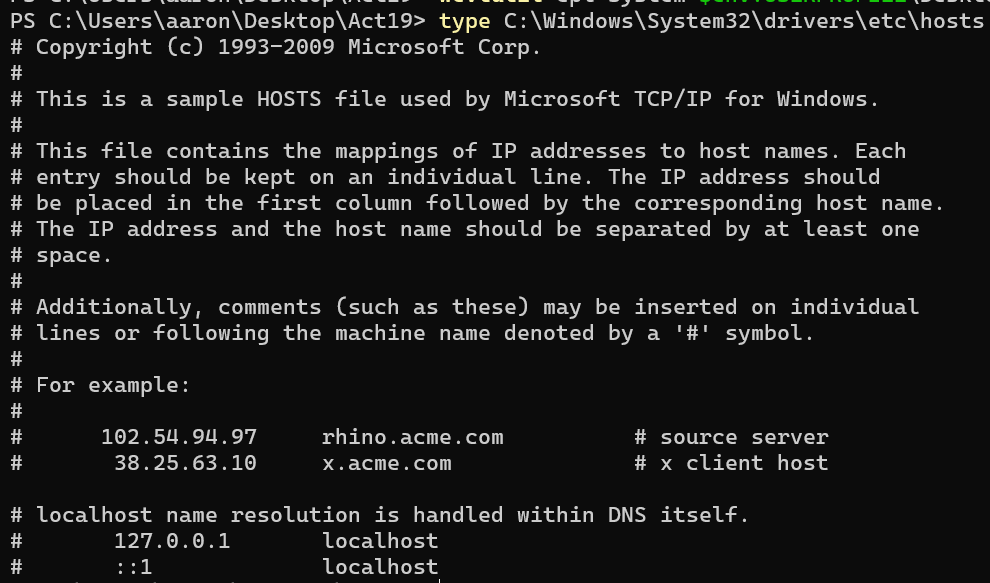 PS C:\Users\aaron\Desktop\Act19> type C:\Windows\System32\drivers\etc\hosts
# Copyright (c) 1993-2009 Microsoft Corp.
#
# This is a sample HOSTS file used by Microsoft TCP/IP for Windows.
#
# This file contains the mappings of IP addresses to host names. Each
# entry should be kept on an individual line. The IP address should
# be placed in the first column followed by the corresponding host name.
# The IP address and the host name should be separated by at least one
# space.
#
# Additionally, comments (such as these) may be inserted on individual
# lines or following the machine name denoted by a '#' symbol.
#
# For example:
#
#      102.54.94.97     rhino.acme.com          # source server
#       38.25.63.10     x.acme.com              # x client host

# localhost name resolution is handled within DNS itself.
#       127.0.0.1       localhost
#       ::1             localhost